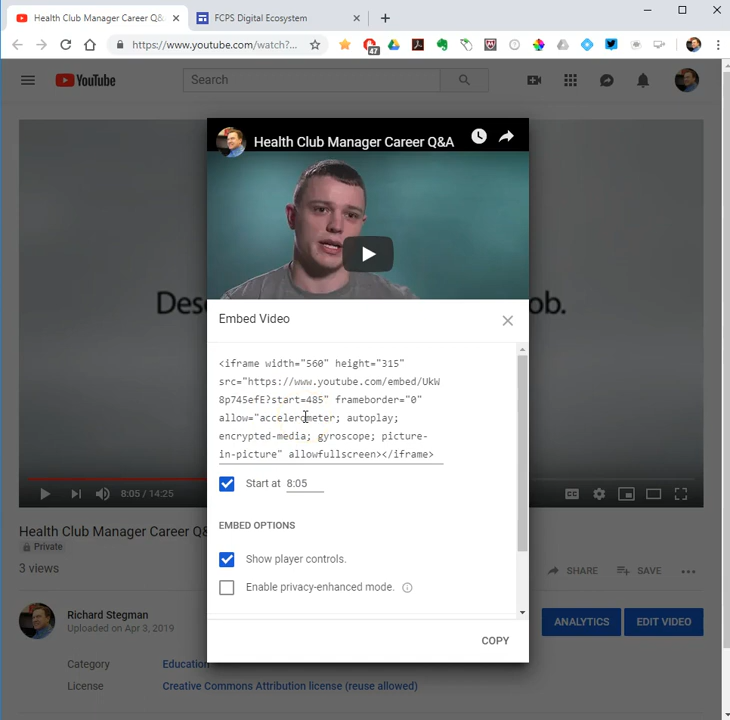 Health Club Manager Career Q&A
FCPS Digital Ecosystem
https://www.youtube.com/watch?...
47
YouTube
Search
Health Club Manager Career Q&A
Des
ob.
Embed Video
<iframe width="560" height="315"
src="https://www.youtube.com/embed/UkW
8p745efE?start=485" frameborder="0"
allow="accelerometer; autoplay;
encrypted-media; gyroscope; picture-
in-picture" allowfullscreen></iframe>
Start at 8:05
8:05 / 14:25
EMBED OPTIONS
Health Club Manager Career Q&
Private
Show player controls.
3 views
SHARE
SAVE
Enable privacy-enhanced mode.
Richard Stegman
Uploaded on Apr 3, 2019
ANALYTICS
EDIT VIDEO
COPY
Category
Education
License
Creative Commons Attribution license (reuse allowed)